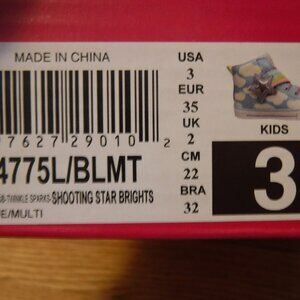 MADE IN CHINA
7627 29010 2
4775L/BLMT
-TWINKLE SPARKS-SHOOTING STAR BRIGHTS
E/MULTI
USA
3
EUR
35
UK
2
CM
22
BRA
32
KIDS
3